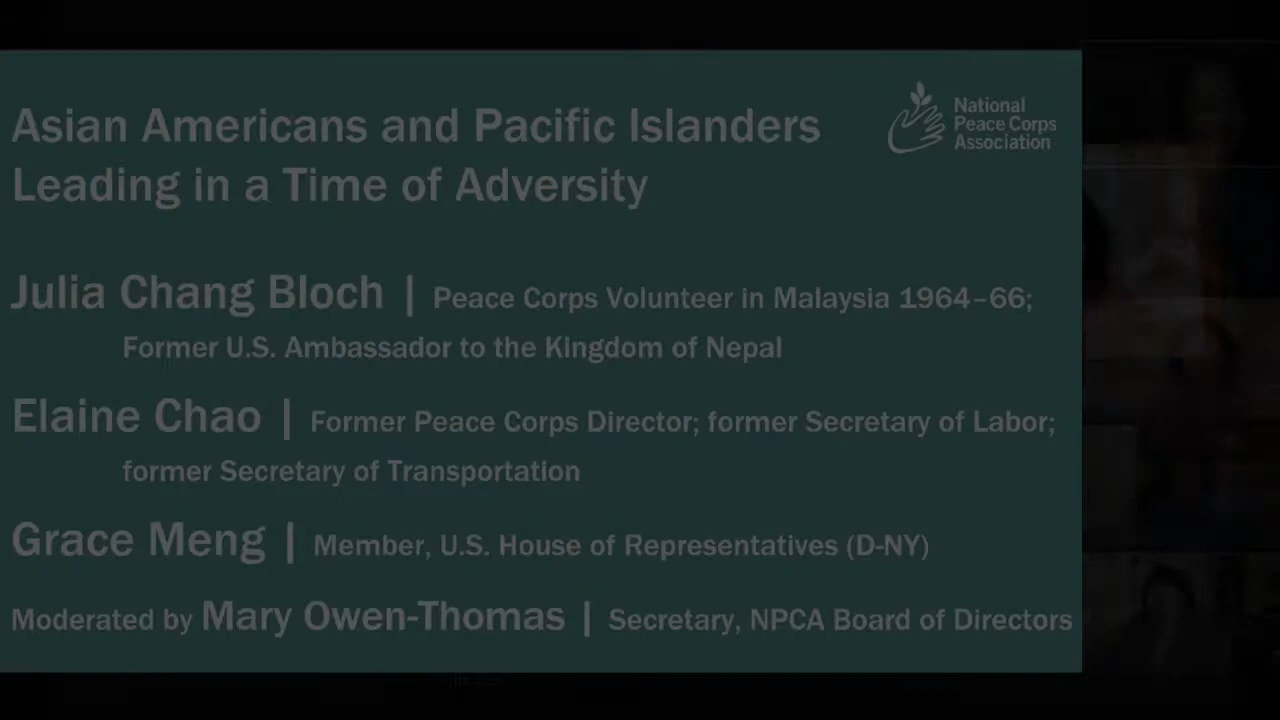 Asian Americans and Pacific Islanders
Leading in a Time of Adversity
National
Peace Corps
Association
Julia Chang Bloch | Peace Corps Volunteer in Malaysia 1964–66;
Former U.S. Ambassador to the Kingdom of Nepal
Elaine Chao | Former Peace Corps Director; former Secretary of Labor;
former Secretary of Transportation
Grace Meng | Member, U.S. House of Representatives (D-NY)
Moderated by Mary Owen-Thomas | Secretary, NPCA Board of Directors